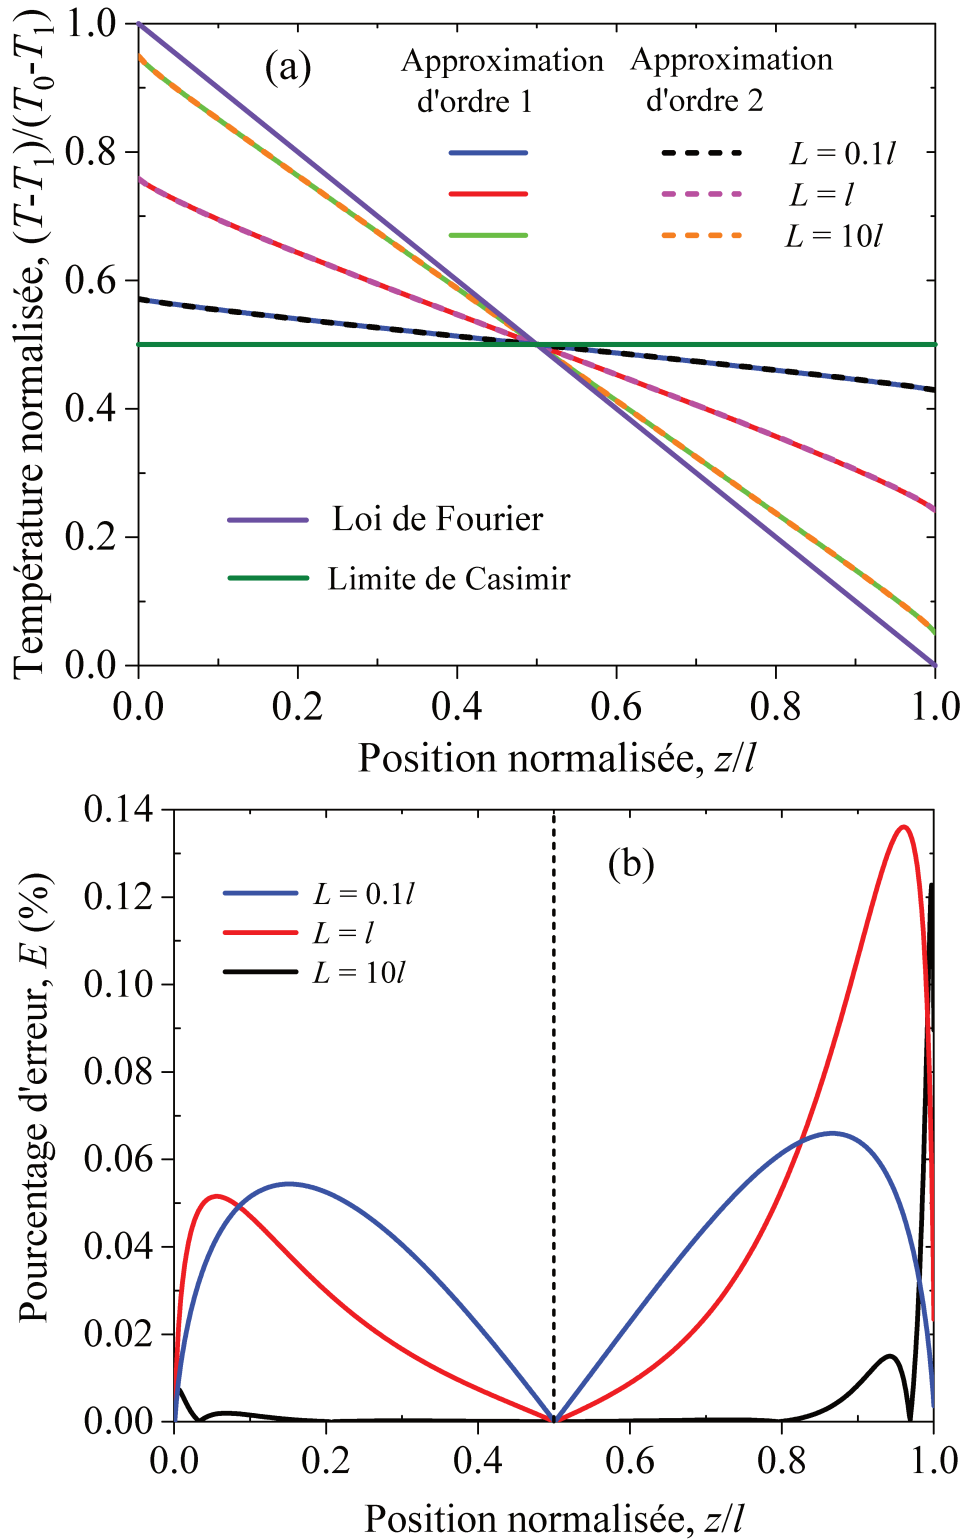 (a)
Approximation d'ordre 1
Approximation d'ordre 2
L = 0.1l
L = l
L = 10l
Loi de Fourier
Limite de Casimir
Température normalisée, (T-T1)/(T0-T1)
1.0
0.8
0.6
0.4
0.2
0.0
0.0 0.2 0.4 0.6 0.8 1.0
Position normalisée, z/l
(b)
L = 0.1l
L = l
L = 10l
Pourcentage d'erreur, E (%)
0.14
0.12
0.10
0.08
0.06
0.04
0.02
0.00
0.0 0.2 0.4 0.6 0.8 1.0
Position normalisée, z/l